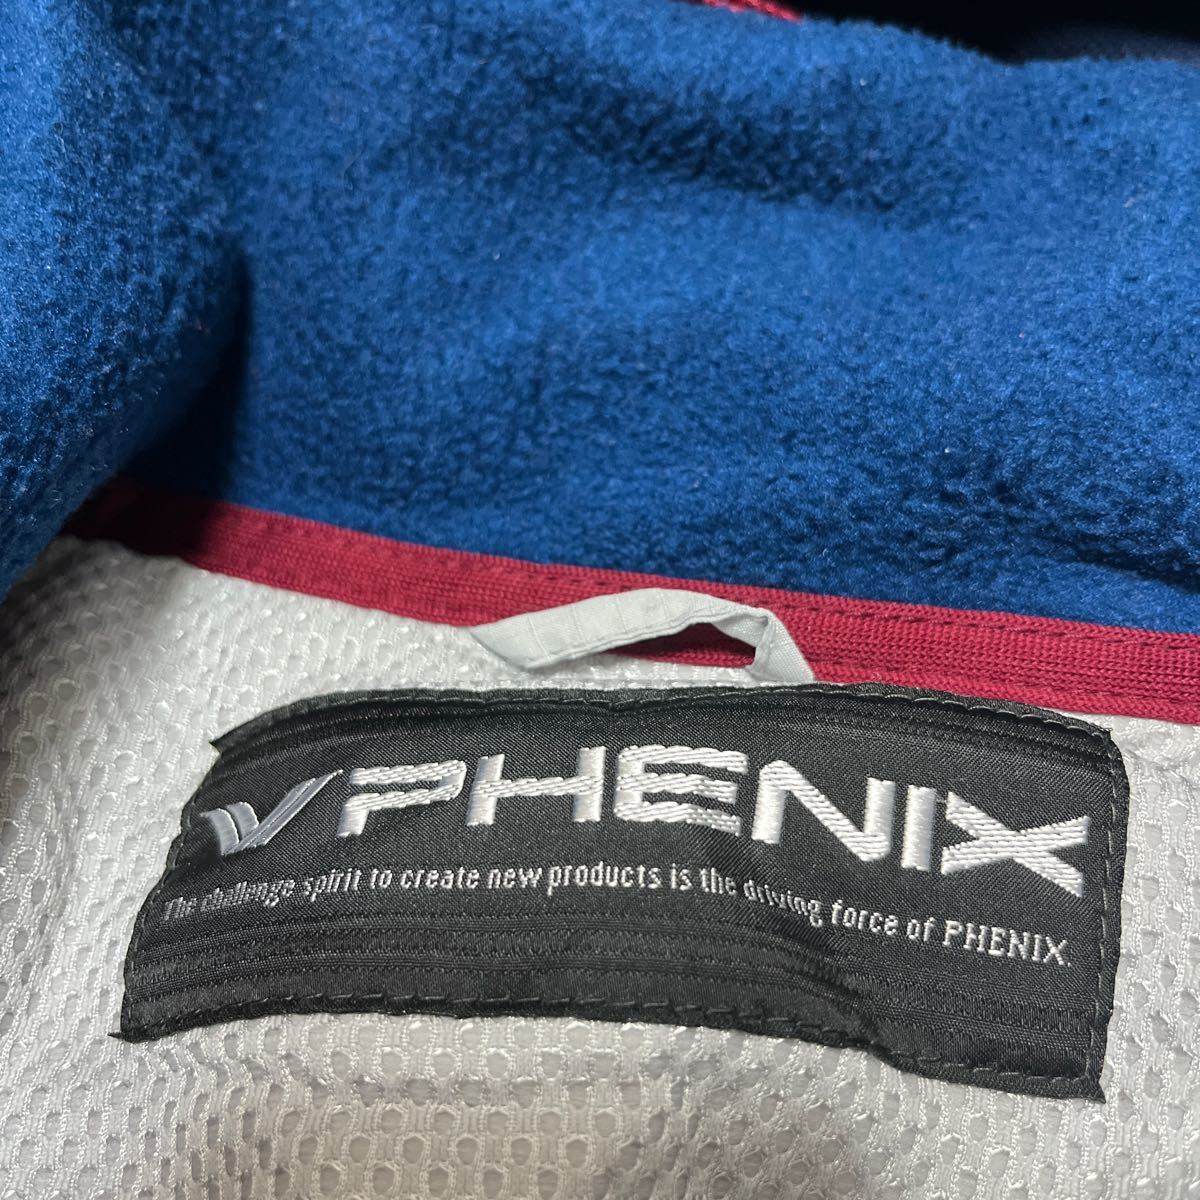 PHENIX
The challenge spirit to create new products is the driving force of PHENIX.